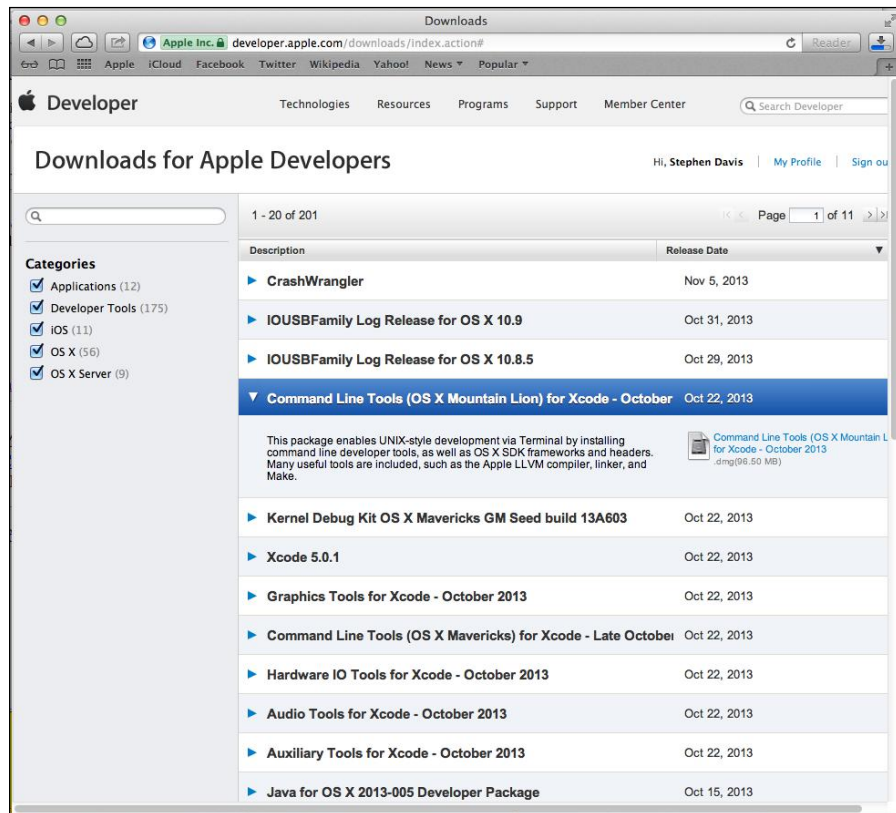 Downloads
Apple Inc. developer.apple.com/downloads/index.action# Reader
Apple iCloud Facebook Twitter Wikipedia Yahoo! News Popular
Developer Technologies Resources Programs Support Member Center Search Developer
Downloads for Apple Developers Hi, Stephen Davis My Profile Sign ou
1 - 20 of 201 Page 1 of 11
Description Release Date
Categories
Applications (12)
Developer Tools (175)
iOS (11)
OS X (56)
OS X Server (9)
CrashWrangler Nov 5, 2013
IOUSBFamily Log Release for OS X 10.9 Oct 31, 2013
IOUSBFamily Log Release for OS X 10.8.5 Oct 29, 2013
Command Line Tools (OS X Mountain Lion) for Xcode - October Oct 22, 2013
This package enables UNIX-style development via Terminal by installing
command line developer tools, as well as OS X SDK frameworks and headers.
Many useful tools are included, such as the Apple LLVM compiler, linker, and
Make.
Command Line Tools (OS X Mountain L
for Xcode - October 2013
.dmg(96.50 MB)
Kernel Debug Kit OS X Mavericks GM Seed build 13A603 Oct 22, 2013
Xcode 5.0.1 Oct 22, 2013
Graphics Tools for Xcode - October 2013 Oct 22, 2013
Command Line Tools (OS X Mavericks) for Xcode - Late October Oct 22, 2013
Hardware IO Tools for Xcode - October 2013 Oct 22, 2013
Audio Tools for Xcode - October 2013 Oct 22, 2013
Auxiliary Tools for Xcode - October 2013 Oct 22, 2013
Java for OS X 2013-005 Developer Package Oct 15, 2013